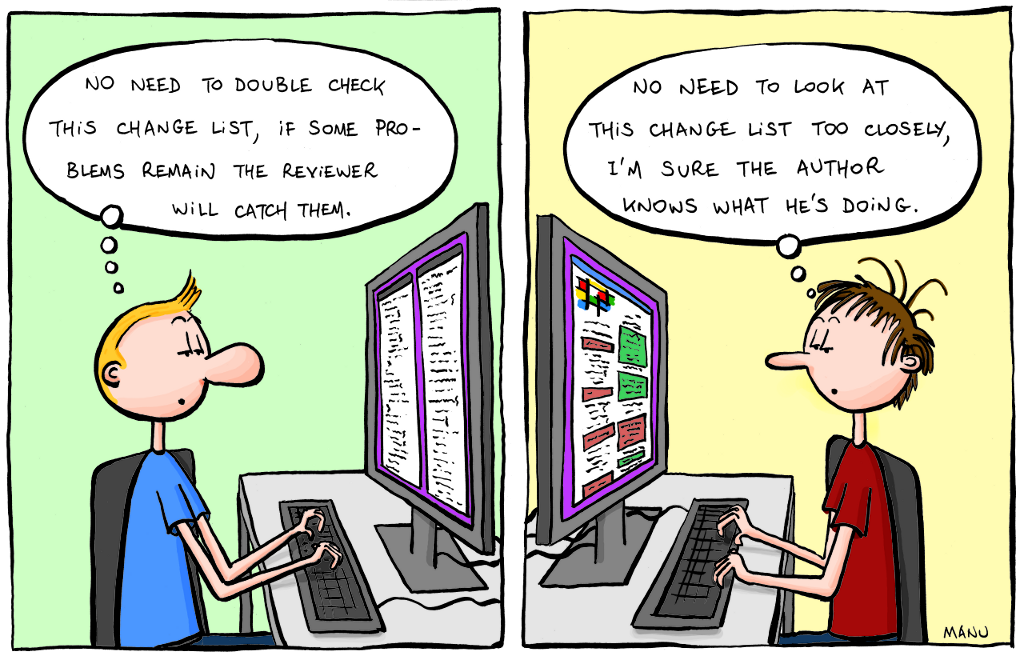 NO NEED TO DOUBLE CHECK
THIS CHANGE LIST, IF SOME PRO-
BLEMS REMAIN THE REVIEWER
WILL CATCH THEM.
NO NEED TO LOOK AT
THIS CHANGE LIST TOO CLOSELY,
I'M SURE THE AUTHOR
KNOWS WHAT HE'S DOING.
MANU